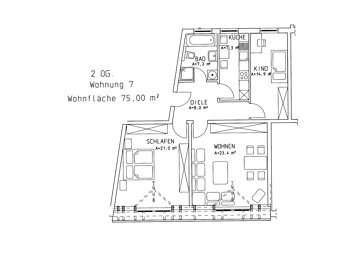 2.OG.
Wohnung 7
Wohnfläche 75,00 m²
KÜCHE
A=7,3 m²
BAD
A=7,3 m²
KIND
A=14,9 m²
DIELE
A=8,0 m²
SCHLAFEN
A=21,0 m²
WOHNEN
A=23,4 m²